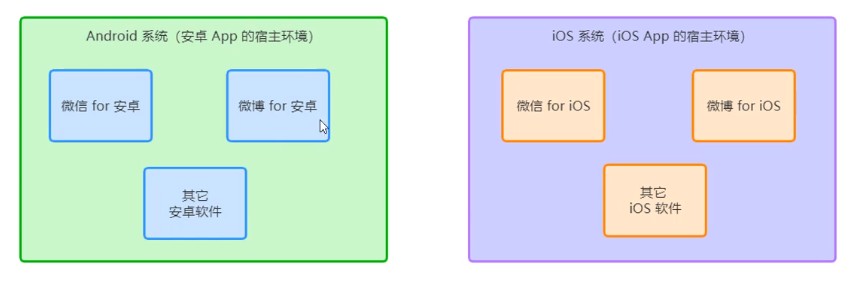 Android 系统（安卓 App 的宿主环境）
微信 for 安卓
微博 for 安卓
其它
安卓软件
iOS 系统（iOS App 的宿主环境）
微信 for iOS
微博 for iOS
其它
iOS 软件